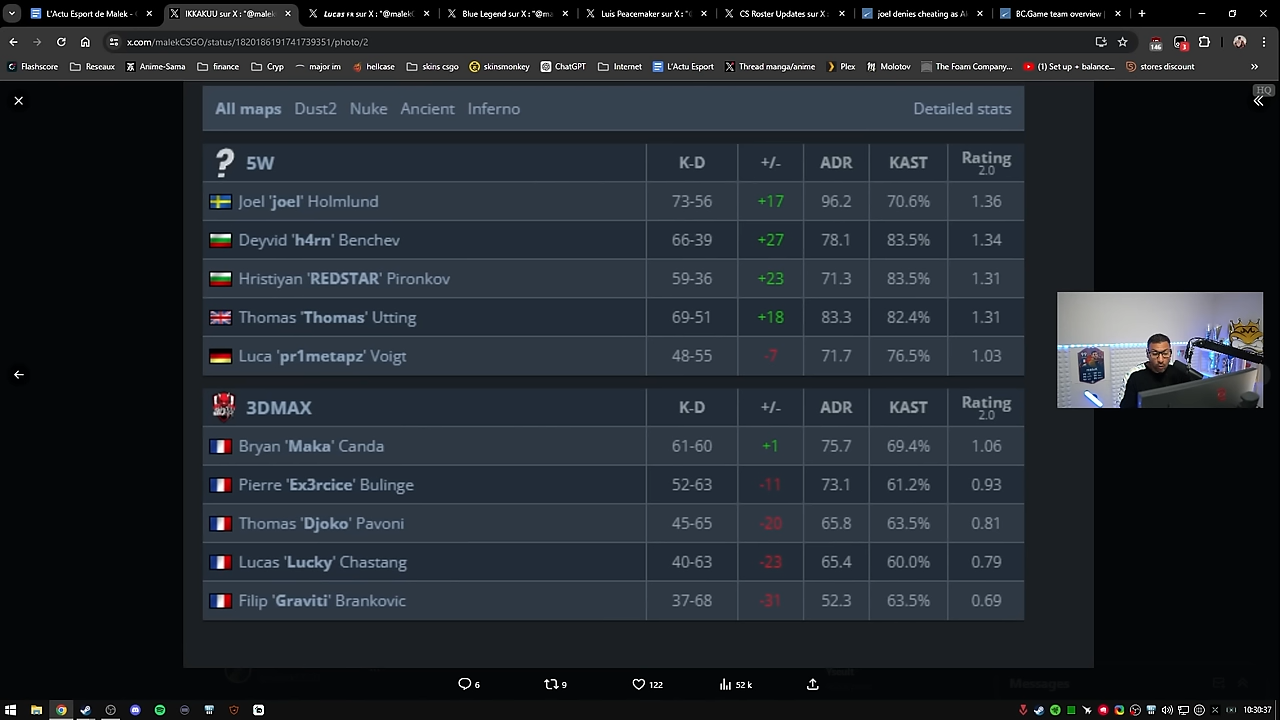 L'Actu Esport de Malek - 
IKKAKUU sur X : "@malek
Lucas FR sur X : "@malek
Blue Legend sur X : "@ma
Luis Peacemaker sur X : "
CS Roster Updates sur X
joel denies cheating as A
BC.Game team overview |
x.com/malekCSGO/status/1820186191741739351/photo/2
146
3
Flashscore
Reseaux
Anime-Sama
finance
Cryp
major im
hellcase
skins csgo
skinsmonkey
ChatGPT
Internet
L'Actu Esport
Thread manga/anime
Plex
Molotov
The Foam Company...
(1) Set up + balance...
stores discount
HQ
All maps Dust2 Nuke Ancient Inferno Detailed stats
? 5W K-D +/- ADR KAST Rating 2.0
Joel 'joel' Holmlund 73-56 +17 96.2 70.6% 1.36
Deyvid 'h4rn' Benchev 66-39 +27 78.1 83.5% 1.34
Hristiyan 'REDSTAR' Pironkov 59-36 +23 71.3 83.5% 1.31
Thomas 'Thomas' Utting 69-51 +18 83.3 82.4% 1.31
Luca 'pr1metapz' Voigt 48-55 -7 71.7 76.5% 1.03
3DMAX K-D +/- ADR KAST Rating 2.0
Bryan 'Maka' Canda 61-60 +1 75.7 69.4% 1.06
Pierre 'Ex3rcice' Bulinge 52-63 -11 73.1 61.2% 0.93
Thomas 'Djoko' Pavoni 45-65 -20 65.8 63.5% 0.81
Lucas 'Lucky' Chastang 40-63 -23 65.4 60.0% 0.79
Filip 'Graviti' Brankovic 37-68 -31 52.3 63.5% 0.69
6 9 122 52 k
Messages
10:30:37